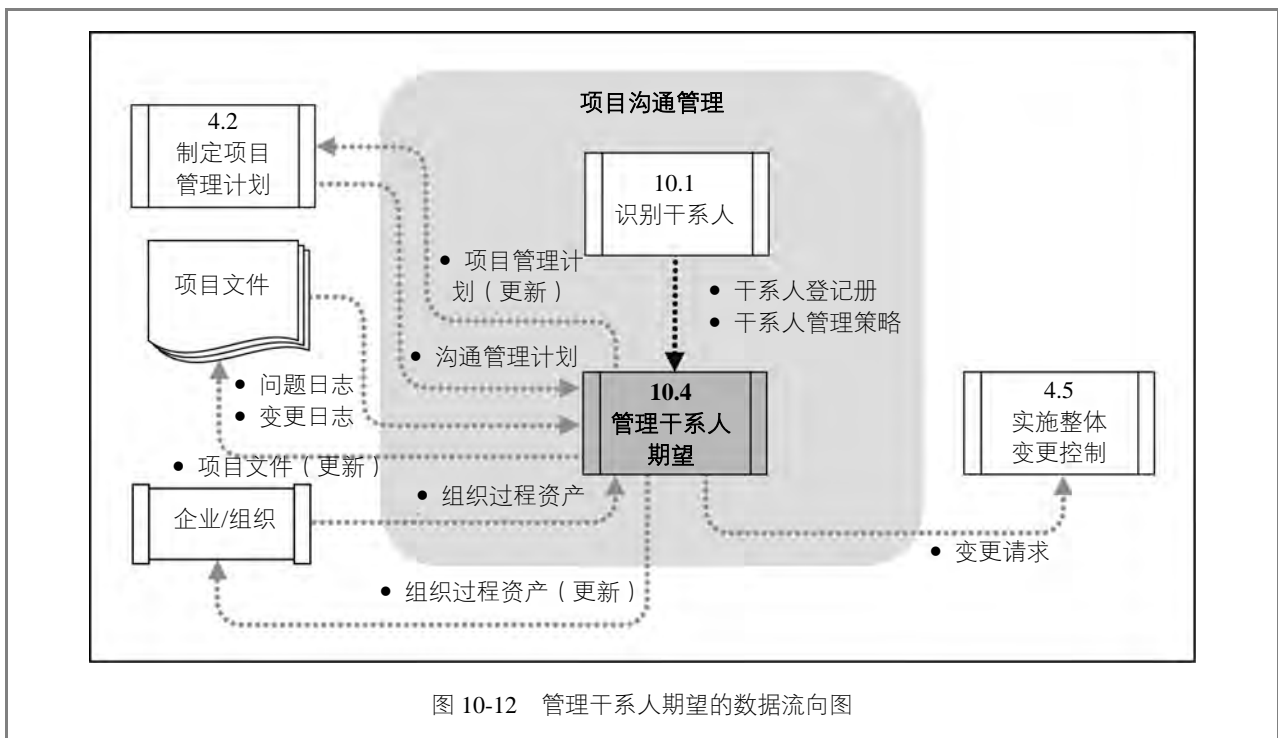 项目沟通管理
4.2
制定项目
管理计划
10.1
识别干系人
项目文件
● 项目管理计
划（更新）
● 干系人登记册
● 干系人管理策略
● 沟通管理计划
● 问题日志
● 变更日志
10.4
管理干系人
期望
4.5
实施整体
变更控制
● 项目文件（更新）
● 组织过程资产
企业/组织
● 变更请求
● 组织过程资产（更新）
图 10-12 管理干系人期望的数据流向图